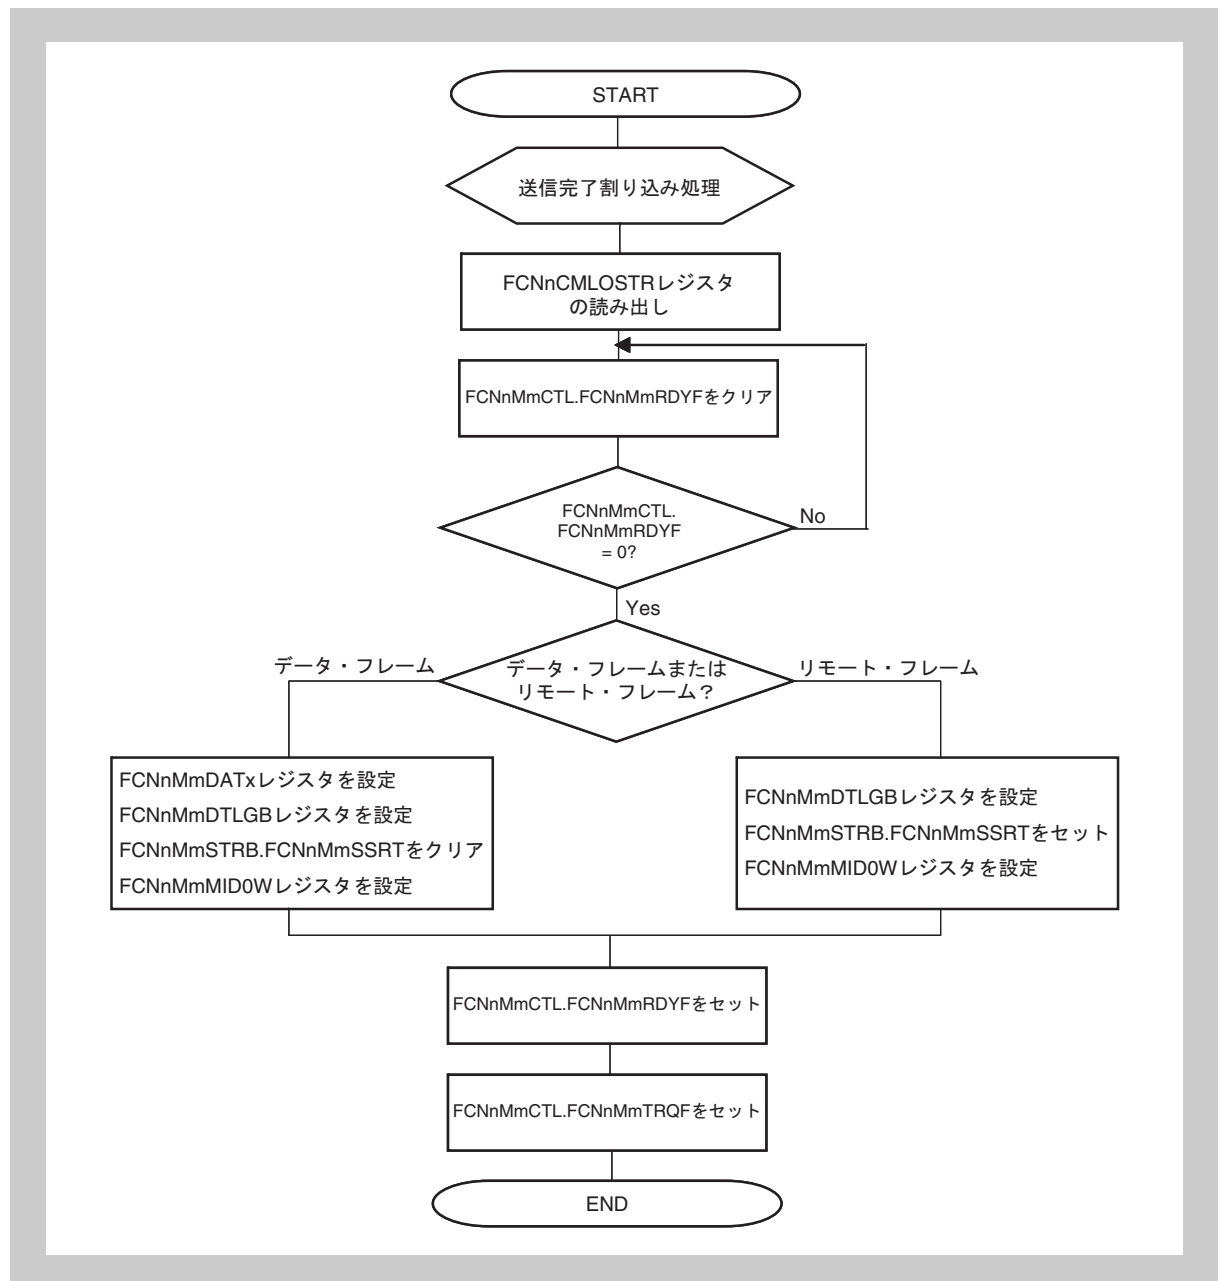 START
送信完了割り込み処理
FCNnCMLOSTRレジスタ
の読み出し
FCNnMmCTL.FCNnMmRDYFをクリア
FCNnMmCTL.
FCNnMmRDYF
= 0?
No
Yes
データ・フレーム
データ・フレームまたは
リモート・フレーム？
リモート・フレーム
FCNnMmDATxレジスタを設定
FCNnMmDTLGBレジスタを設定
FCNnMmSTRB.FCNnMmSSRTをクリア
FCNnMmMID0Wレジスタを設定
FCNnMmDTLGBレジスタを設定
FCNnMmSTRB.FCNnMmSSRTをセット
FCNnMmMID0Wレジスタを設定
FCNnMmCTL.FCNnMmRDYFをセット
FCNnMmCTL.FCNnMmTRQFをセット
END